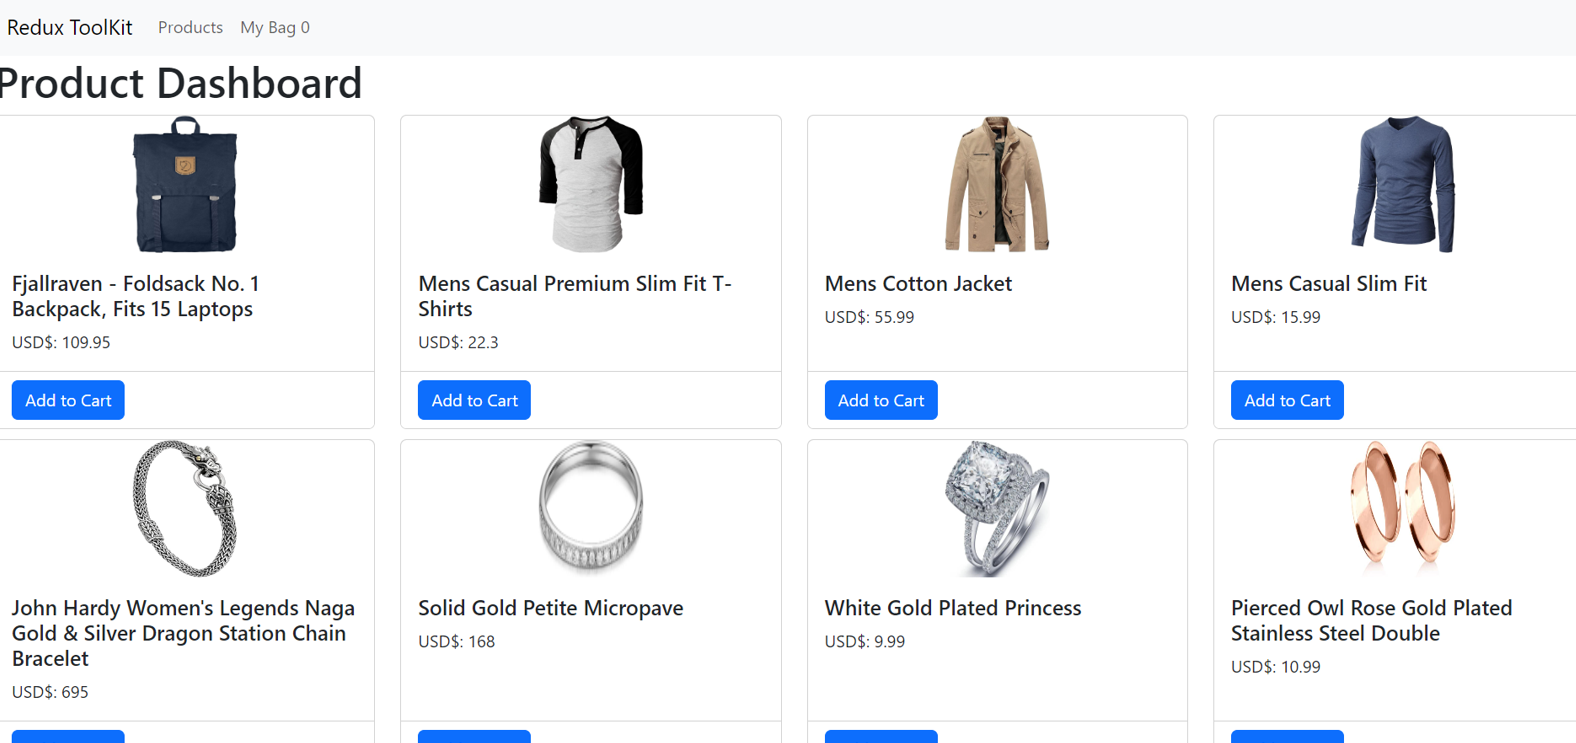 Redux ToolKit Products My Bag 0
Product Dashboard
Fjallraven - Foldsack No. 1
Backpack, Fits 15 Laptops
USD$: 109.95
Add to Cart
Mens Casual Premium Slim Fit T-
Shirts
USD$: 22.3
Add to Cart
Mens Cotton Jacket
USD$: 55.99
Add to Cart
Mens Casual Slim Fit
USD$: 15.99
Add to Cart
John Hardy Women's Legends Naga
Gold & Silver Dragon Station Chain
Bracelet
USD$: 695
Solid Gold Petite Micropave
USD$: 168
White Gold Plated Princess
USD$: 9.99
Pierced Owl Rose Gold Plated
Stainless Steel Double
USD$: 10.99